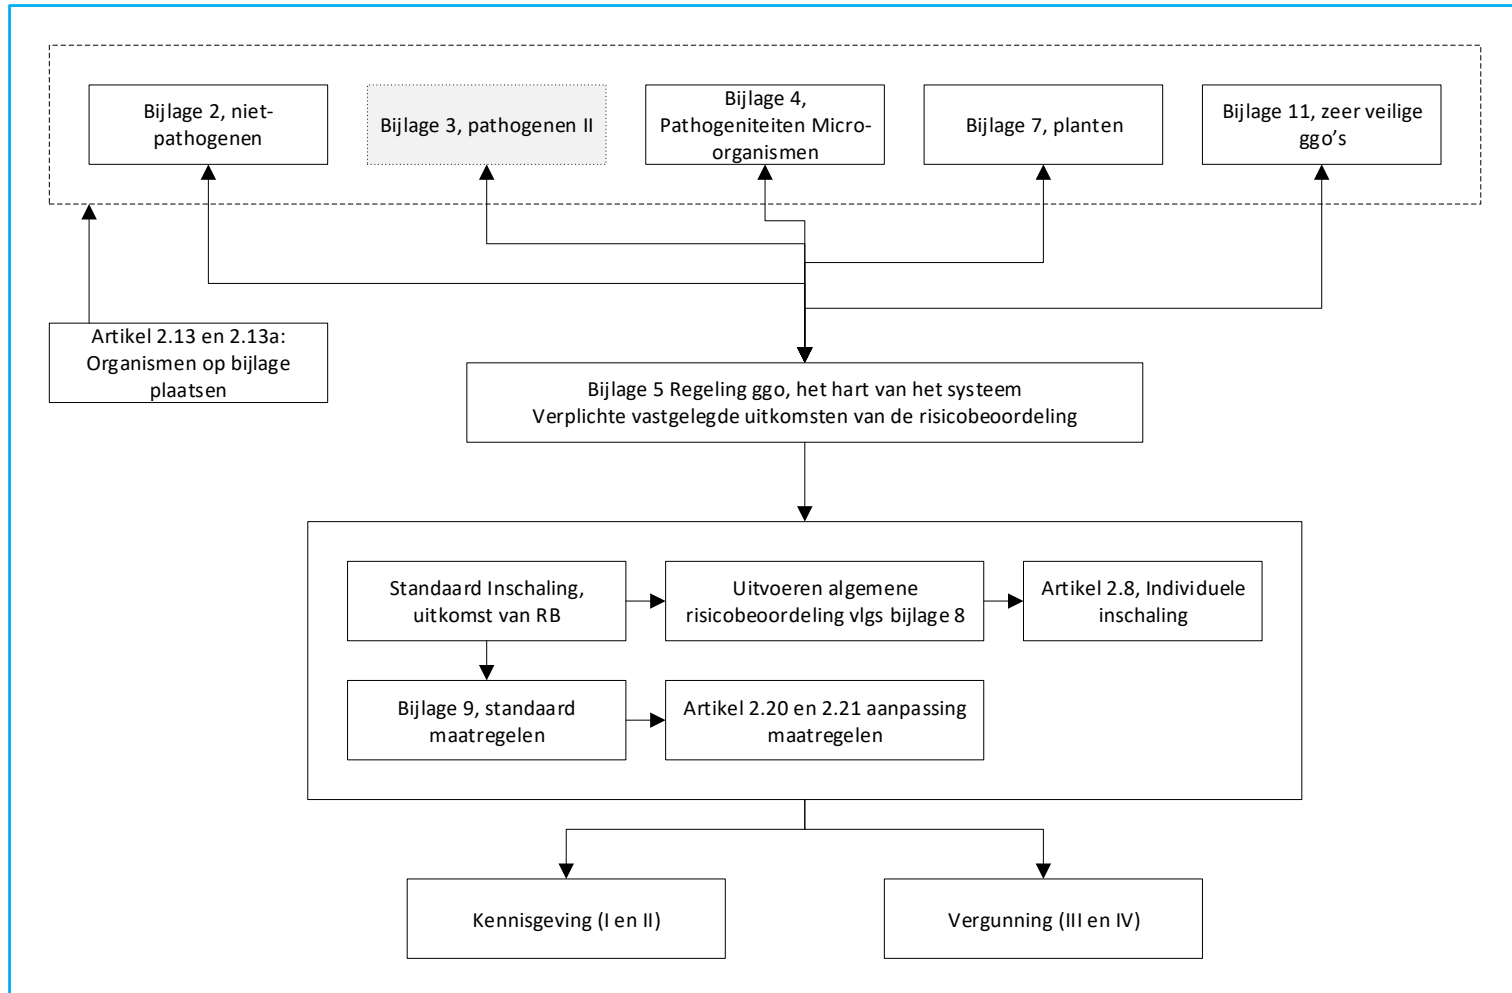 Bijlage 2, niet-
pathogenen
Bijlage 3, pathogenen II
Bijlage 4,
Pathogeniteiten Micro-
organismen
Bijlage 7, planten
Bijlage 11, zeer veilige
ggo’s
Artikel 2.13 en 2.13a:
Organismen op bijlage
plaatsen
Bijlage 5 Regeling ggo, het hart van het systeem
Verplichte vastgelegde uitkomsten van de risicobeoordeling
Standaard Inschaling,
uitkomst van RB
Uitvoeren algemene
risicobeoordeling vlgs bijlage 8
Artikel 2.8, Individuele
inschaling
Bijlage 9, standaard
maatregelen
Artikel 2.20 en 2.21 aanpassing
maatregelen
Kennisgeving (I en II)
Vergunning (III en IV)